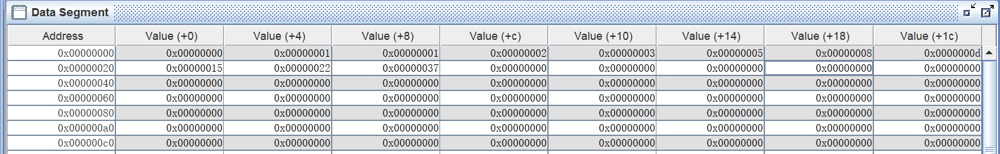 Data Segment
Address Value (+0) Value (+4) Value (+8) Value (+c) Value (+10) Value (+14) Value (+18) Value (+1c)
0x00000000 0x00000000 0x00000001 0x00000001 0x00000002 0x00000003 0x00000005 0x00000008 0x0000000d
0x00000020 0x00000015 0x00000022 0x00000037 0x00000000 0x00000000 0x00000000 0x00000000 0x00000000
0x00000040 0x00000000 0x00000000 0x00000000 0x00000000 0x00000000 0x00000000 0x00000000 0x00000000
0x00000060 0x00000000 0x00000000 0x00000000 0x00000000 0x00000000 0x00000000 0x00000000 0x00000000
0x00000080 0x00000000 0x00000000 0x00000000 0x00000000 0x00000000 0x00000000 0x00000000 0x00000000
0x000000a0 0x00000000 0x00000000 0x00000000 0x00000000 0x00000000 0x00000000 0x00000000 0x00000000
0x000000c0 0x00000000 0x00000000 0x00000000 0x00000000 0x00000000 0x00000000 0x00000000 0x00000000